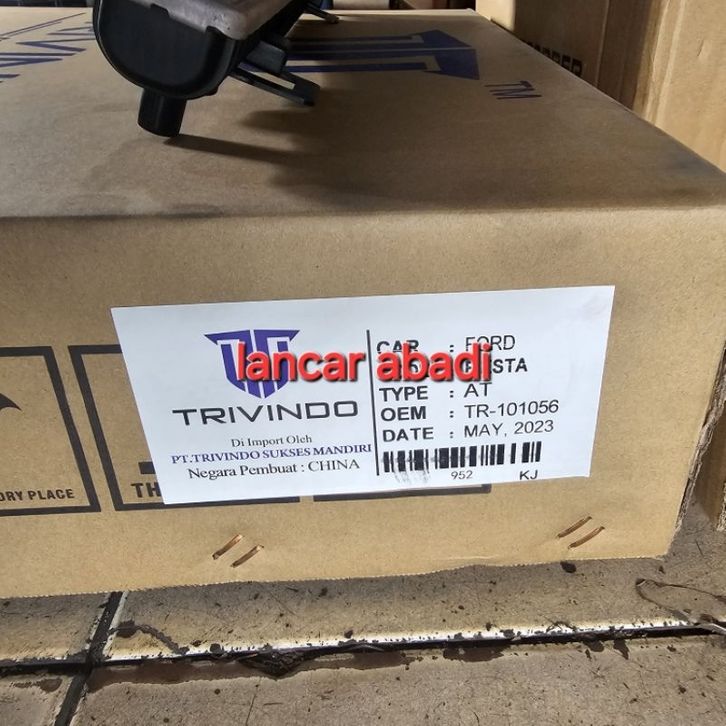 TM
lancar abadi
TRIVINDO
Di Import Oleh
PT.TRIVINDO SUKSES MANDIRI
Negara Pembuat : CHINA
CAR : FORD
TYPE : AT
OEM : TR-101056
DATE : MAY, 2023
952 KJ
PLACE